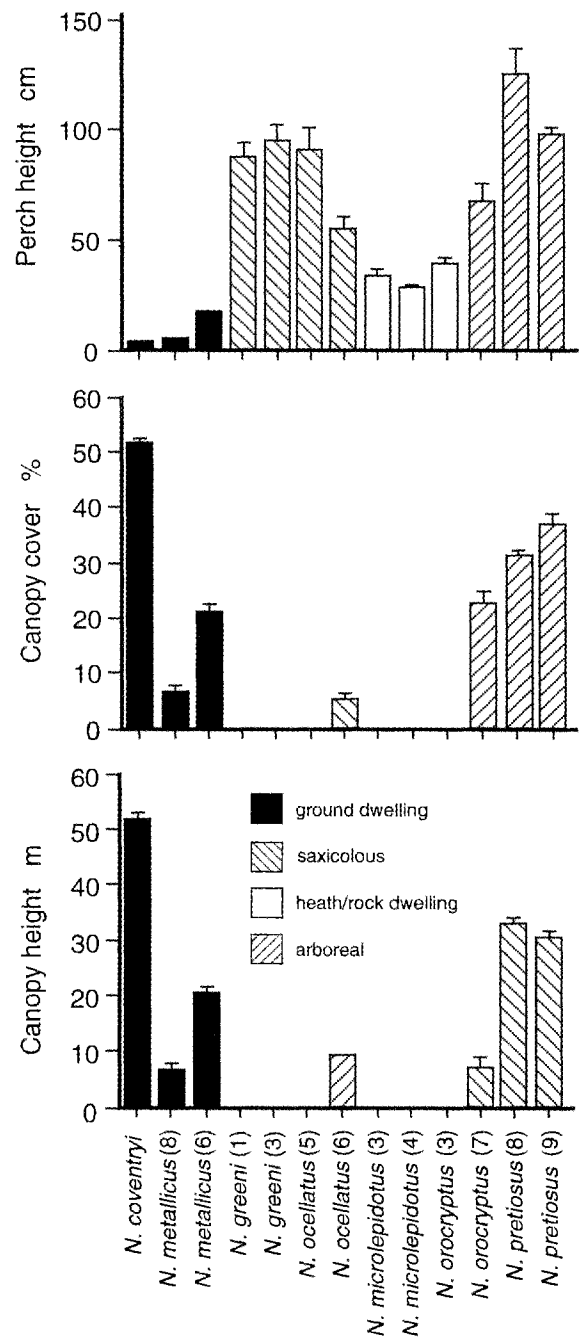 150
100
50
0
Perch height cm
60
50
40
30
20
10
0
Canopy cover %
60
50
40
30
20
10
0
Canopy height m
ground dwelling
saxicolous
heath/rock dwelling
arboreal
N. coventryi
N. metallicus (8)
N. metallicus (6)
N. greeni (1)
N. greeni (3)
N. ocellatus (5)
N. ocellatus (6)
N. microlepidotus (3)
N. microlepidotus (4)
N. orocryptus (3)
N. orocryptus (7)
N. pretiosus (8)
N. pretiosus (9)